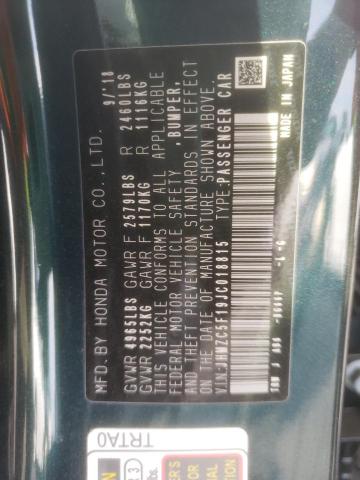 MFD. BY HONDA MOTOR CO., LTD. 9/'18
GVWR 4965LBS GAWR F 2579LBS R 2460LBS
GVWR 2252KG GAWR F 1170KG R 1116KG
THIS VEHICLE CONFORMS TO ALL APPLICABLE
FEDERAL MOTOR VEHICLE SAFETY, BUMPER,
& THEFT PREVENTION STANDARDS IN EFFECT
ON THE DATE OF MANUFACTURE SHOWN ABOVE.
VIN: JHMZC5F19JC018815 TYPE: PASSENGER CAR
MADE IN JAPAN
TRTA0